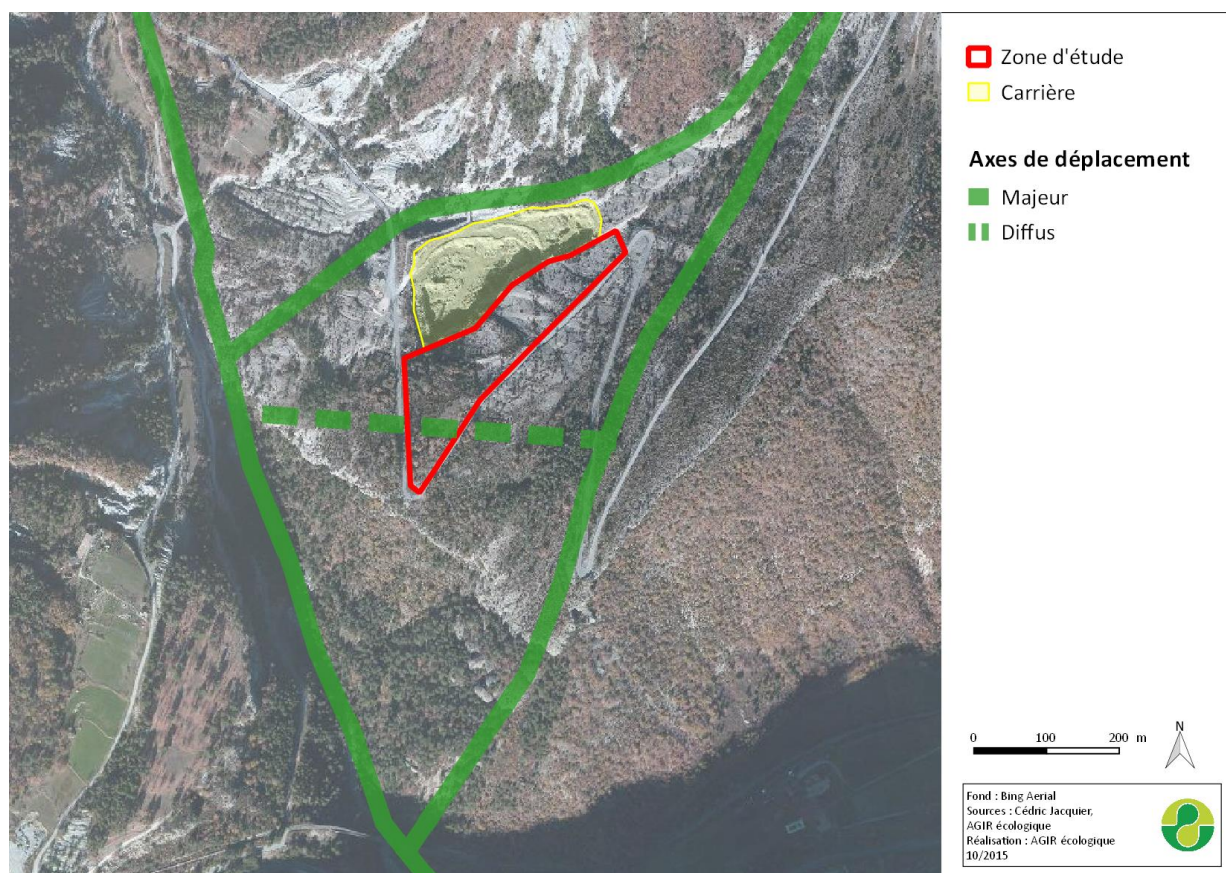 Zone d'étude
Carrière
Axes de déplacement
Majeur
Diffus
0 100 200 m
N
Fond : Bing Aerial
Sources : Cédric Jacquier,
AGIR écologique
Réalisation : AGIR écologique
10/2015